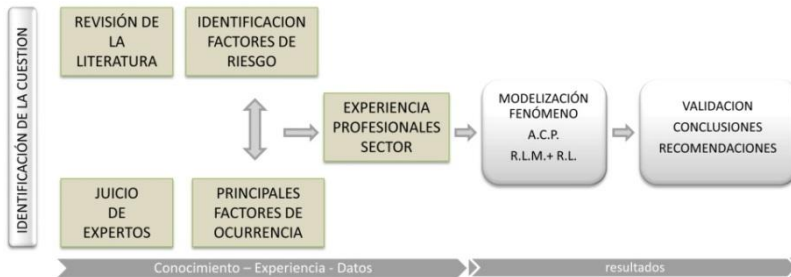 IDENTIFICACIÓN DE LA CUESTION
REVISIÓN DE
LA
LITERATURA
IDENTIFICACION
FACTORES DE
RIESGO
EXPERIENCIA
PROFESIONALES
SECTOR
MODELIZACIÓN
FENÓMENO
A.C.P.
R.L.M.+ R.L.
VALIDACION
CONCLUSIONES
RECOMENDACIONES
JUICIO
DE
EXPERTOS
PRINCIPALES
FACTORES DE
OCURRENCIA
Conocimiento – Experiencia - Datos
resultados